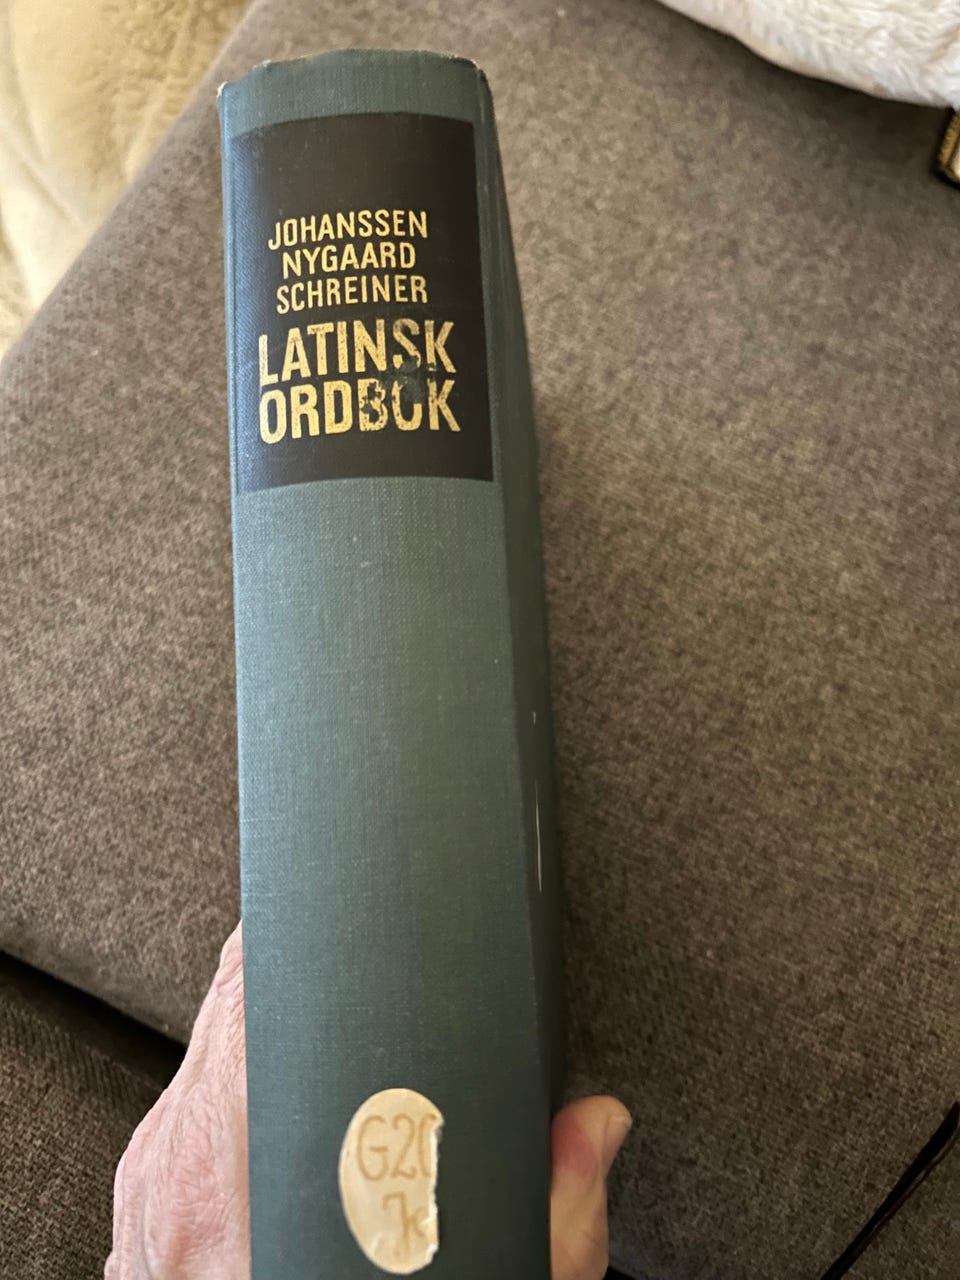 JOHANSSEN
NYGAARD
SCHREINER
LATINSK
ORDBOK